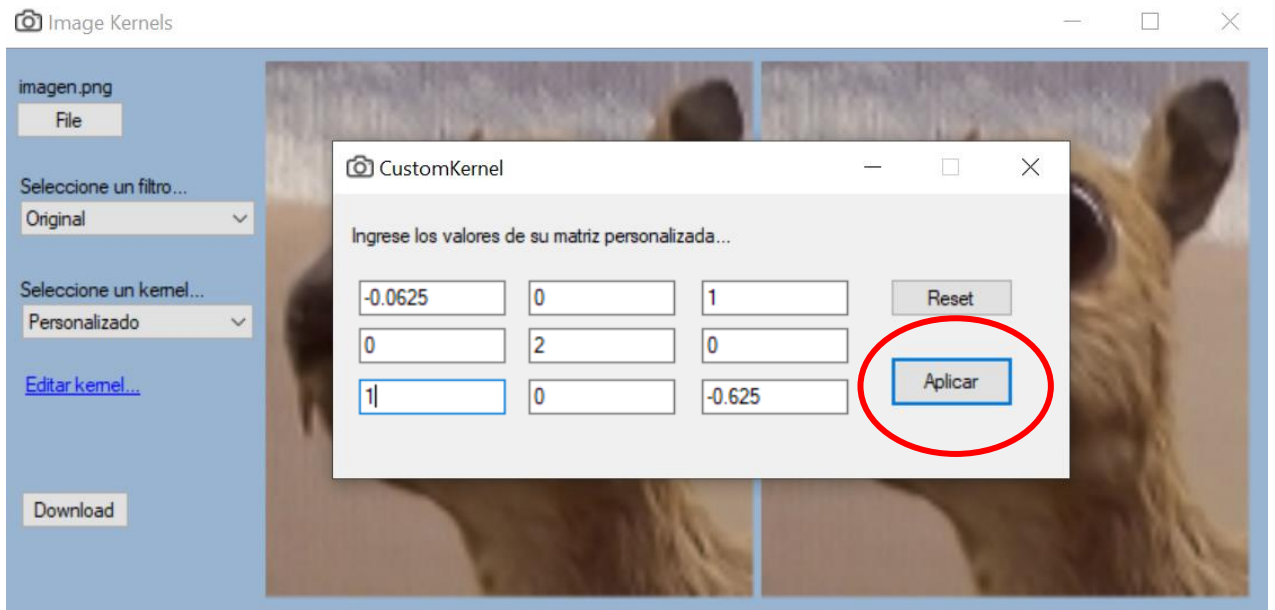 Image Kernels
imagen.png
File
Seleccione un filtro...
Original
Seleccione un kernel...
Personalizado
Editar kernel...
Download
CustomKernel
Ingrese los valores de su matriz personalizada...
-0.0625 0 1 Reset
0 2 0 Aplicar
1 0 -0.625